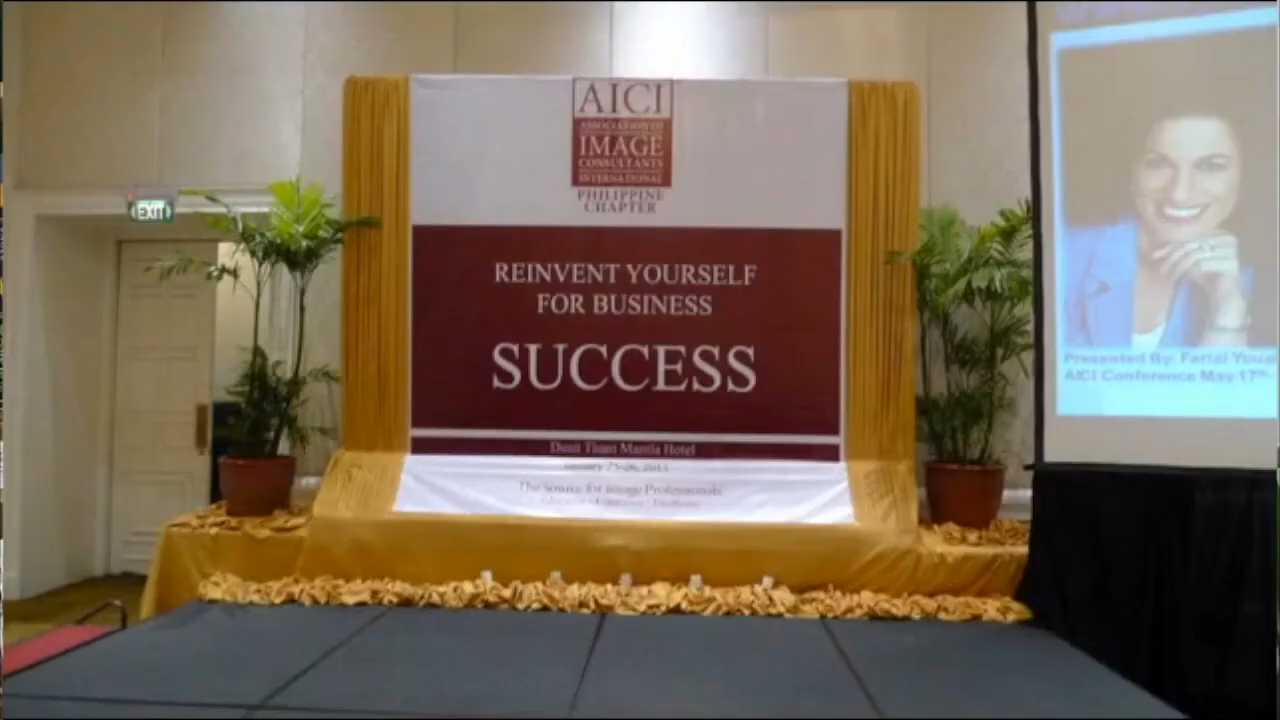 EXIT
AICI
ASSOCIATION OF
IMAGE
CONSULTANTS
INTERNATIONAL
PHILIPPINE
CHAPTER
REINVENT YOURSELF
FOR BUSINESS
SUCCESS
Dusit Thani Manila Hotel
The Source for Image Professionals
Presented By: Farial
AICI Conference May 17th